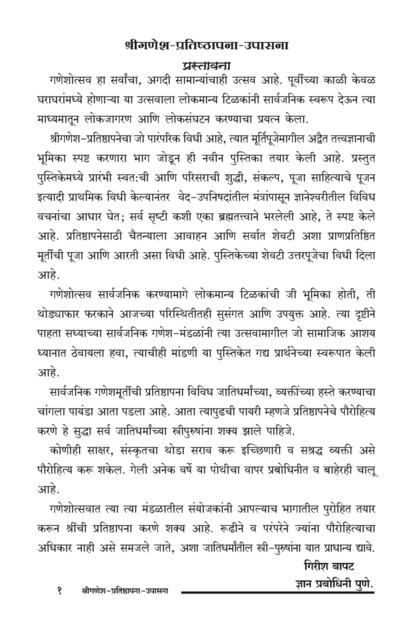 श्रीगणेश-प्रतिष्ठापना-उपासना
प्रस्तावना
गणेशोत्सव हा सर्वांचा, अगदी सामान्यांचाही उत्सव आहे. पूर्वीच्या काळी केवळ
घराघरांमध्ये होणाऱ्या या उत्सवाला लोकमान्य टिळकांनी सार्वजनिक स्वरूप देऊन त्या
माध्यमातून लोकजागरण आणि लोकसंघटन करण्याचा प्रयत्न केला.
श्रीगणेश-प्रतिष्ठापनेचा जो पारंपरिक विधी आहे, त्यात मूर्तिपूजेमागील अद्वैत तत्त्वज्ञानाची
भूमिका स्पष्ट करणारा भाग जोडून ही नवीन पुस्तिका तयार केली आहे. प्रस्तुत
पुस्तिकेमध्ये प्रारंभी स्वत:ची आणि परिसराची शुद्धी, संकल्प, पूजा साहित्याचे पूजन
इत्यादी प्राथमिक विधी केल्यानंतर वेद-उपनिषदांतील मंत्रांपासून ज्ञानेश्वरीतील विविध
वचनांचा आधार घेत; सर्व सृष्टी कशी एका ब्रह्मतत्त्वाने भरलेली आहे, ते स्पष्ट केले
आहे. प्रतिष्ठापनेसाठी चैतन्याला आवाहन आणि सर्वात शेवटी अशा प्राणप्रतिष्ठित
मूर्तीची पूजा आणि आरती असा विधी आहे. पुस्तिकेच्या शेवटी उत्तरपूजेचा विधी दिला
आहे.
गणेशोत्सव सार्वजनिक करण्यामागे लोकमान्य टिळकांची जी भूमिका होती, ती
थोड्याफार फरकाने आजच्या परिस्थितीतही सुसंगत आणि उपयुक्त आहे. त्या दृष्टीने
पाहता सध्याच्या सार्वजनिक गणेश-मंडळांनी त्या उत्सवामागील जो सामाजिक आशय
ध्यानात ठेवायला हवा, त्याचीही मांडणी या पुस्तिकेत गद्य प्रार्थनेच्या स्वरूपात केली
आहे.
सार्वजनिक गणेशमूर्तींची प्रतिष्ठापना विविध जातिधर्मांच्या, व्यक्तींच्या हस्ते करण्याचा
चांगला पायंडा आता पडला आहे. आता त्यापुढची पायरी म्हणजे प्रतिष्ठापनेचे पौरोहित्य
करणे हे सुद्धा सर्व जातिधर्मांच्या स्त्रीपुरुषांना शक्य झाले पाहिजे.
कोणीही साक्षर, संस्कृतचा थोडा सराव करू इच्छिणारी व सश्रद्ध व्यक्ती असे
पौरोहित्य करू शकेल. गेली अनेक वर्षे या पोथीचा वापर प्रबोधिनीत व बाहेरही चालू
आहे.
गणेशोत्सवात त्या त्या मंडळातील संयोजकांनी आपल्याच भागातील पुरोहित तयार
करून श्रींची प्रतिष्ठापना करणे शक्य आहे. रूढीने व परंपरेने ज्यांना पौरोहित्याचा
अधिकार नाही असे समजले जाते, अशा जातिधर्मांतील स्त्री-पुरुषांना यात प्राधान्य द्यावे.
गिरीश बापट
ज्ञान प्रबोधिनी पुणे.
१ श्रीगणेश-प्रतिष्ठापना-उपासना